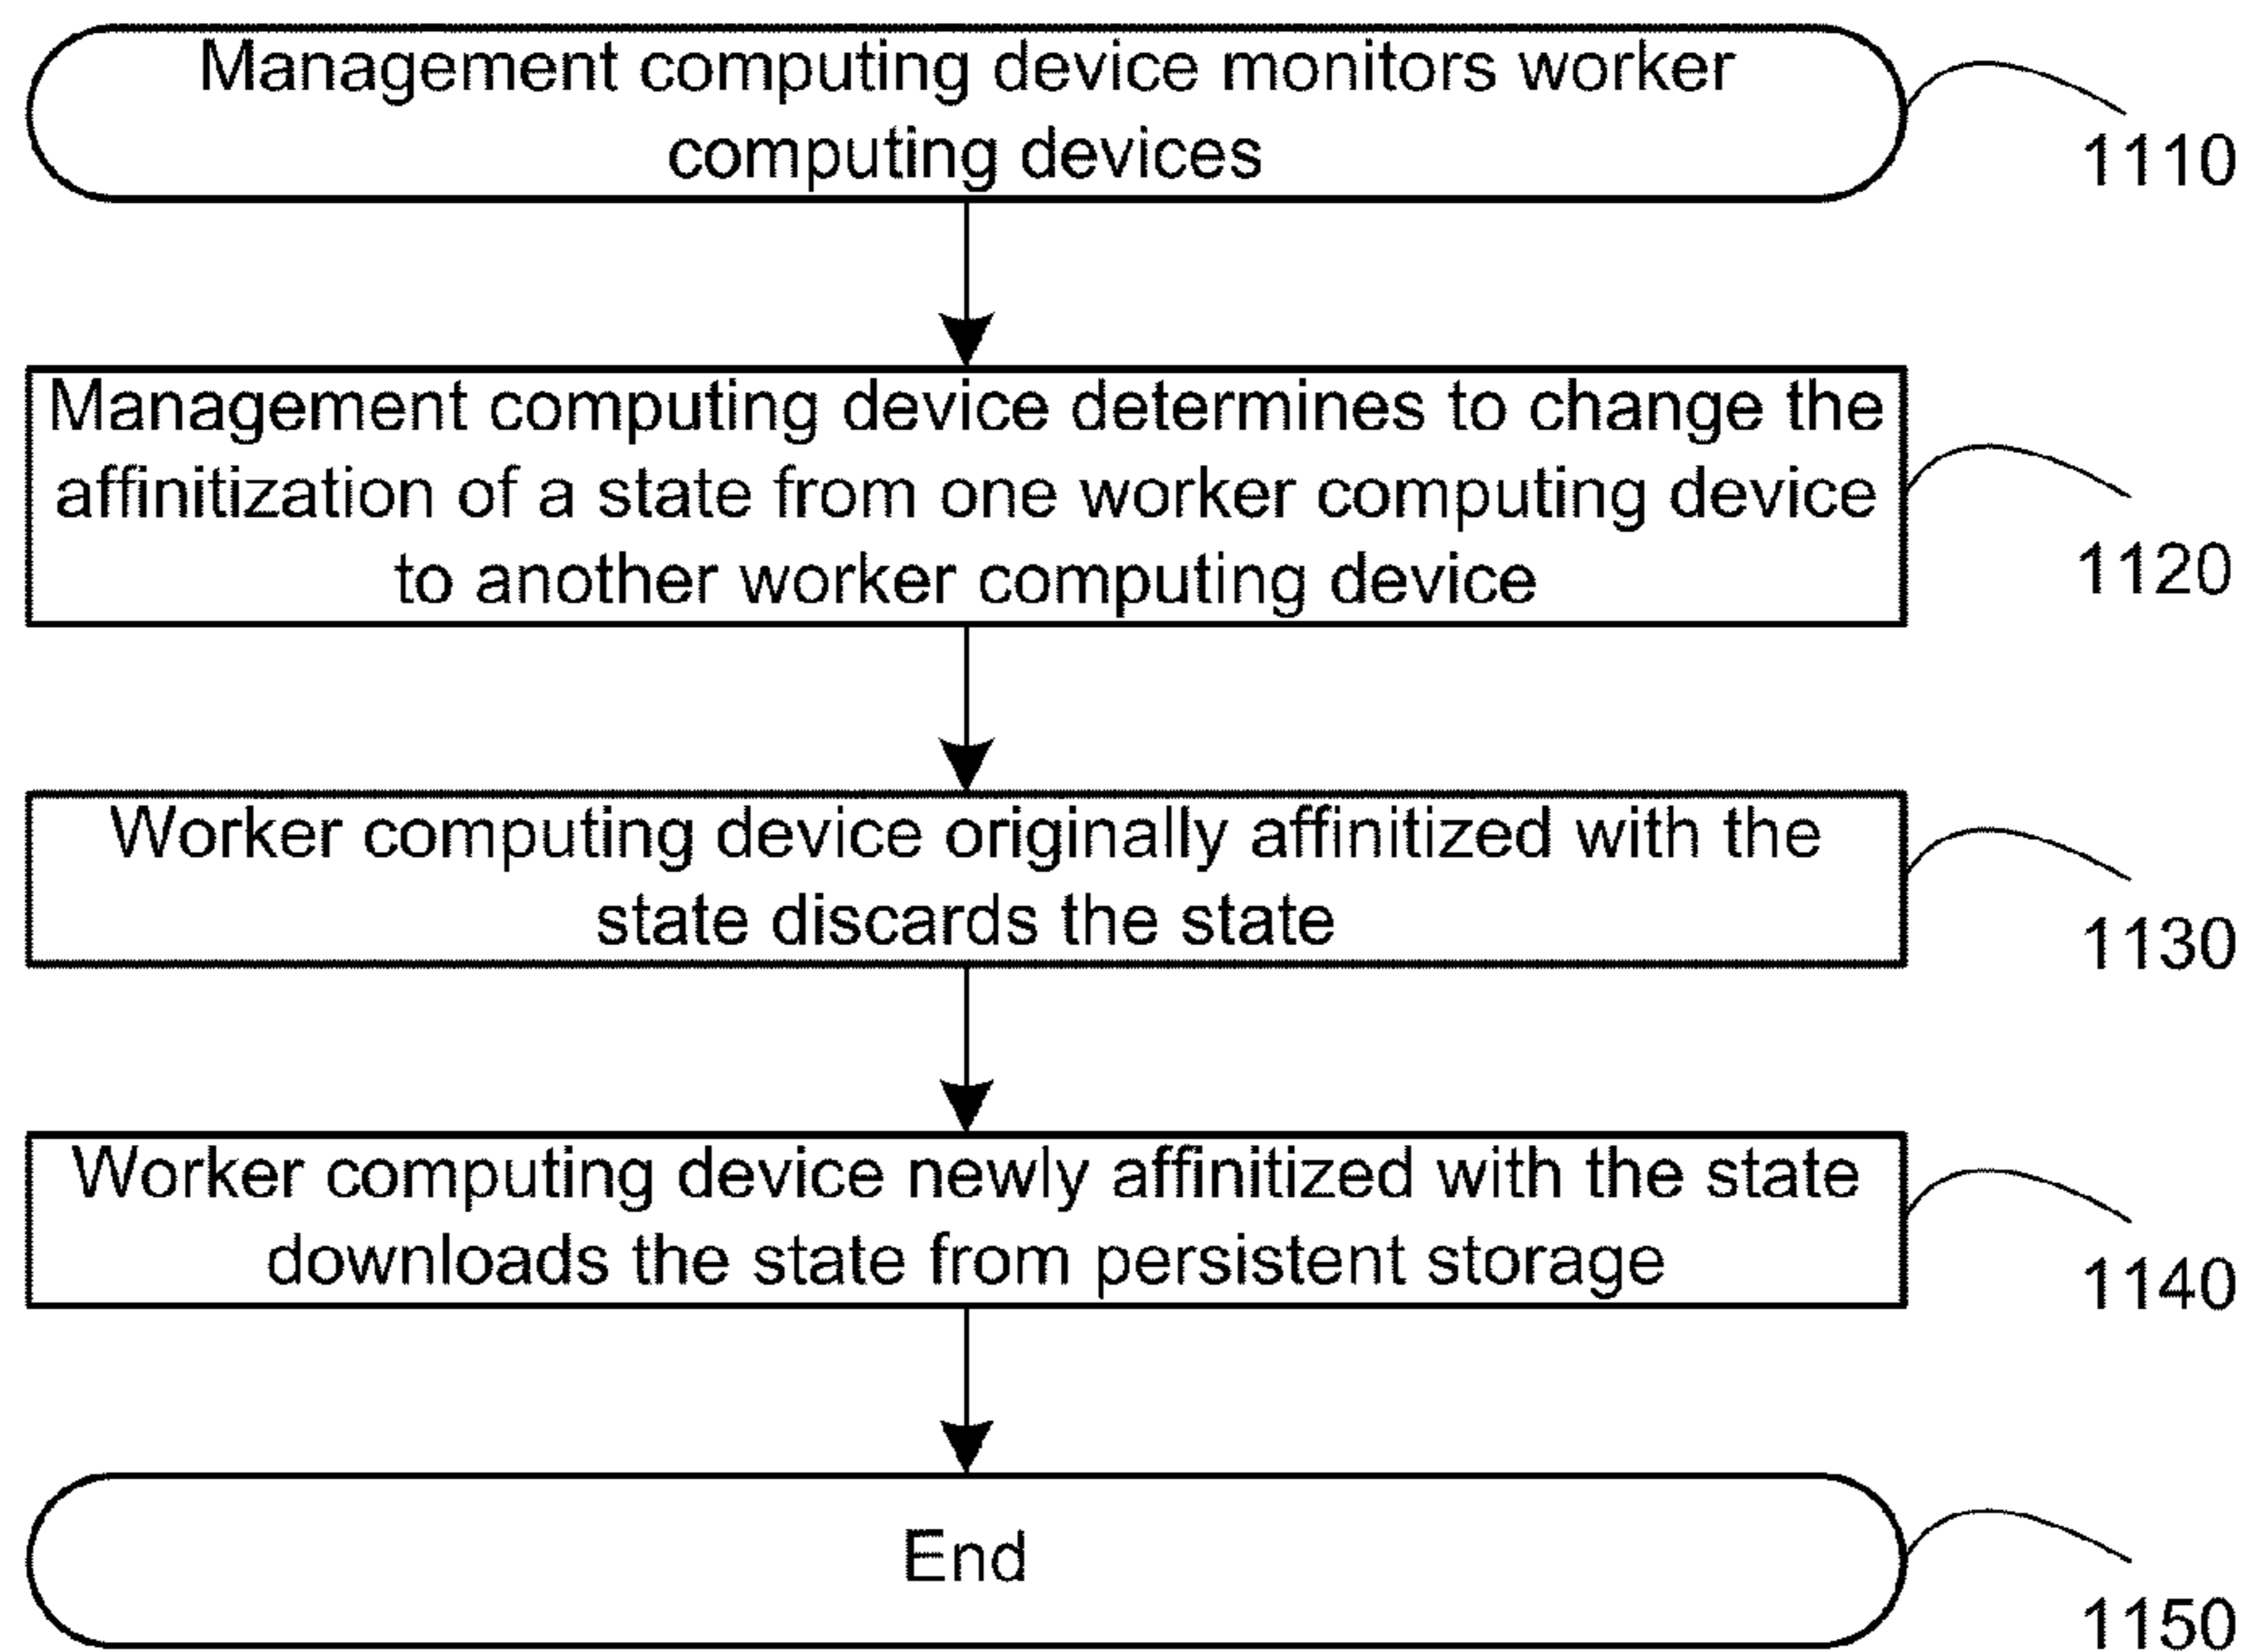 Management computing device monitors worker
computing devices
1110
Management computing device determines to change the
affinitization of a state from one worker computing device
to another worker computing device
1120
Worker computing device originally affinitized with the
state discards the state
1130
Worker computing device newly affinitized with the state
downloads the state from persistent storage
1140
End
1150